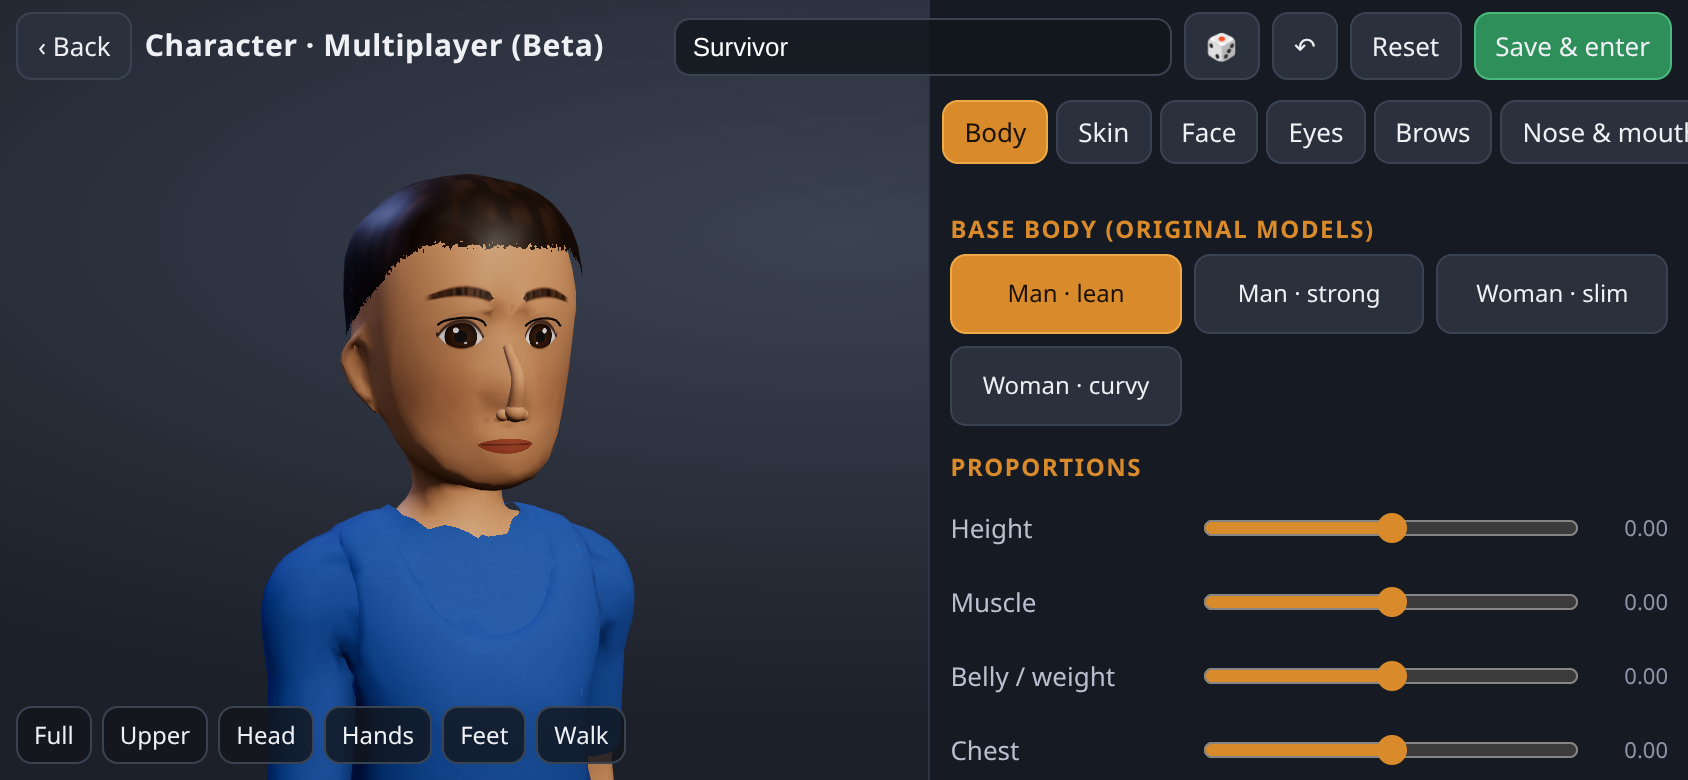 ‹ Back
Character · Multiplayer (Beta)
Survivor
↶
Reset
Save & enter
Body
Skin
Face
Eyes
Brows
Nose & mouth
BASE BODY (ORIGINAL MODELS)
Man · lean
Man · strong
Woman · slim
Woman · curvy
PROPORTIONS
Height 0.00
Muscle 0.00
Belly / weight 0.00
Chest 0.00
Full
Upper
Head
Hands
Feet
Walk